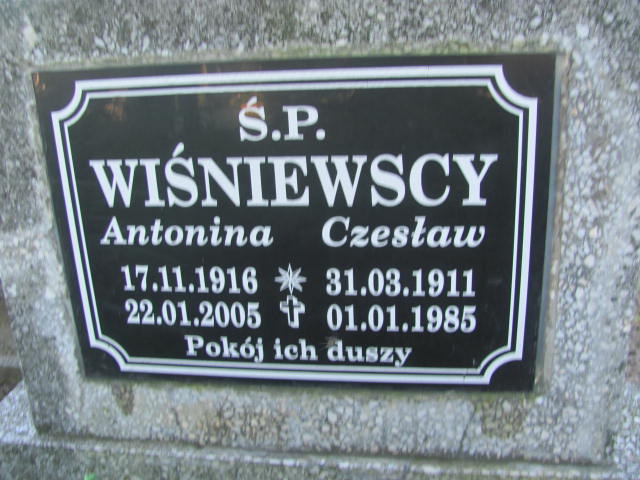 Ś.P.
WIŚNIEWSCY
Antonina Czesław
17.11.1916 31.03.1911
22.01.2005 01.01.1985
Pokój ich duszy